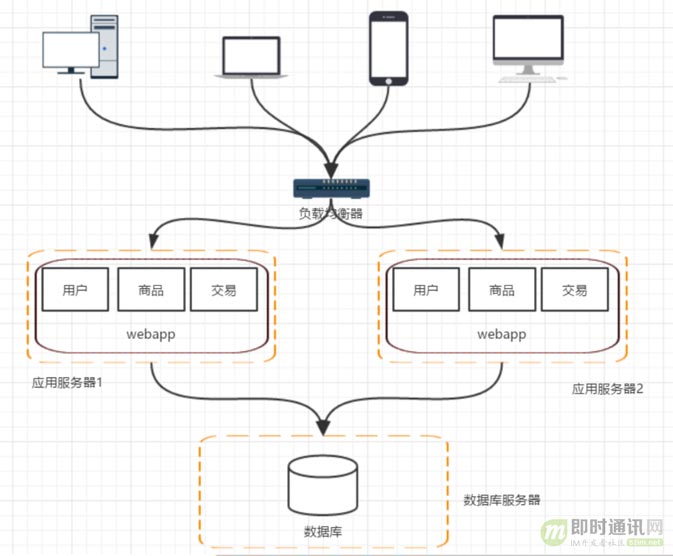 负载均衡器
用户 商品 交易
webapp
应用服务器1
用户 商品 交易
webapp
应用服务器2
数据库
数据库服务器
即时通讯网
IM开发者社区 52im.net